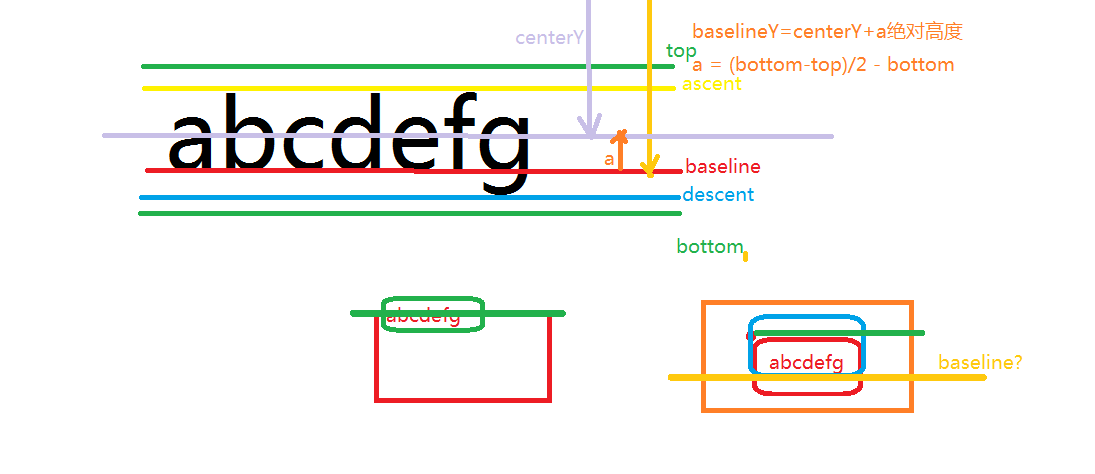 baselineY=centerY+a绝对高度
centerY
top
a = (bottom-top)/2 - bottom
ascent
abcdefg
a
baseline
descent
bottom
abcdefg
abcdefg
baseline?